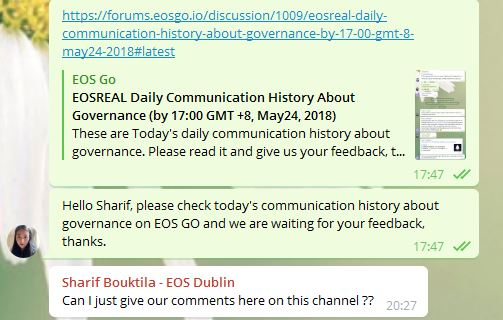 https://forums.eosgo.io/discussion/1009/eosreal-daily-
communication-history-about-governance-by-17-00-gmt-8-
may24-2018#latest
EOS Go
EOSREAL Daily Communication History About
Governance (by 17:00 GMT +8, May24, 2018)
These are Today's daily communication history about
governance. Please read it and give us your feedback, t...
17:47
Hello Sharif, please check today's communication history about
governance on EOS GO and we are waiting for your feedback,
thanks.
17:47
Sharif Bouktila - EOS Dublin
Can I just give our comments here on this channel ??
20:27